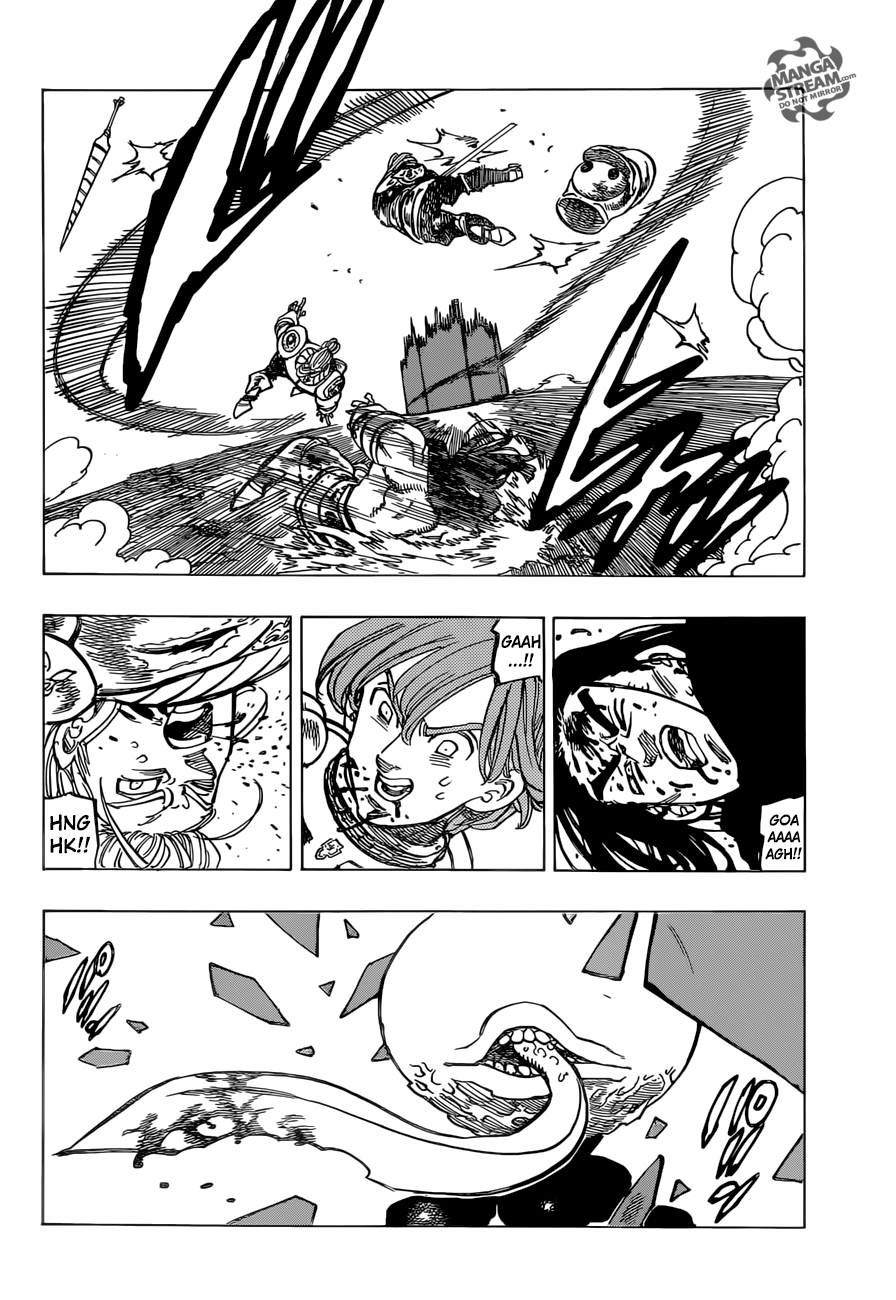 MANGA
STREAM.com
DO NOT MIRROR
GOA
AAAA
AGH!!
GAAH
...!!
HNG
HK!!